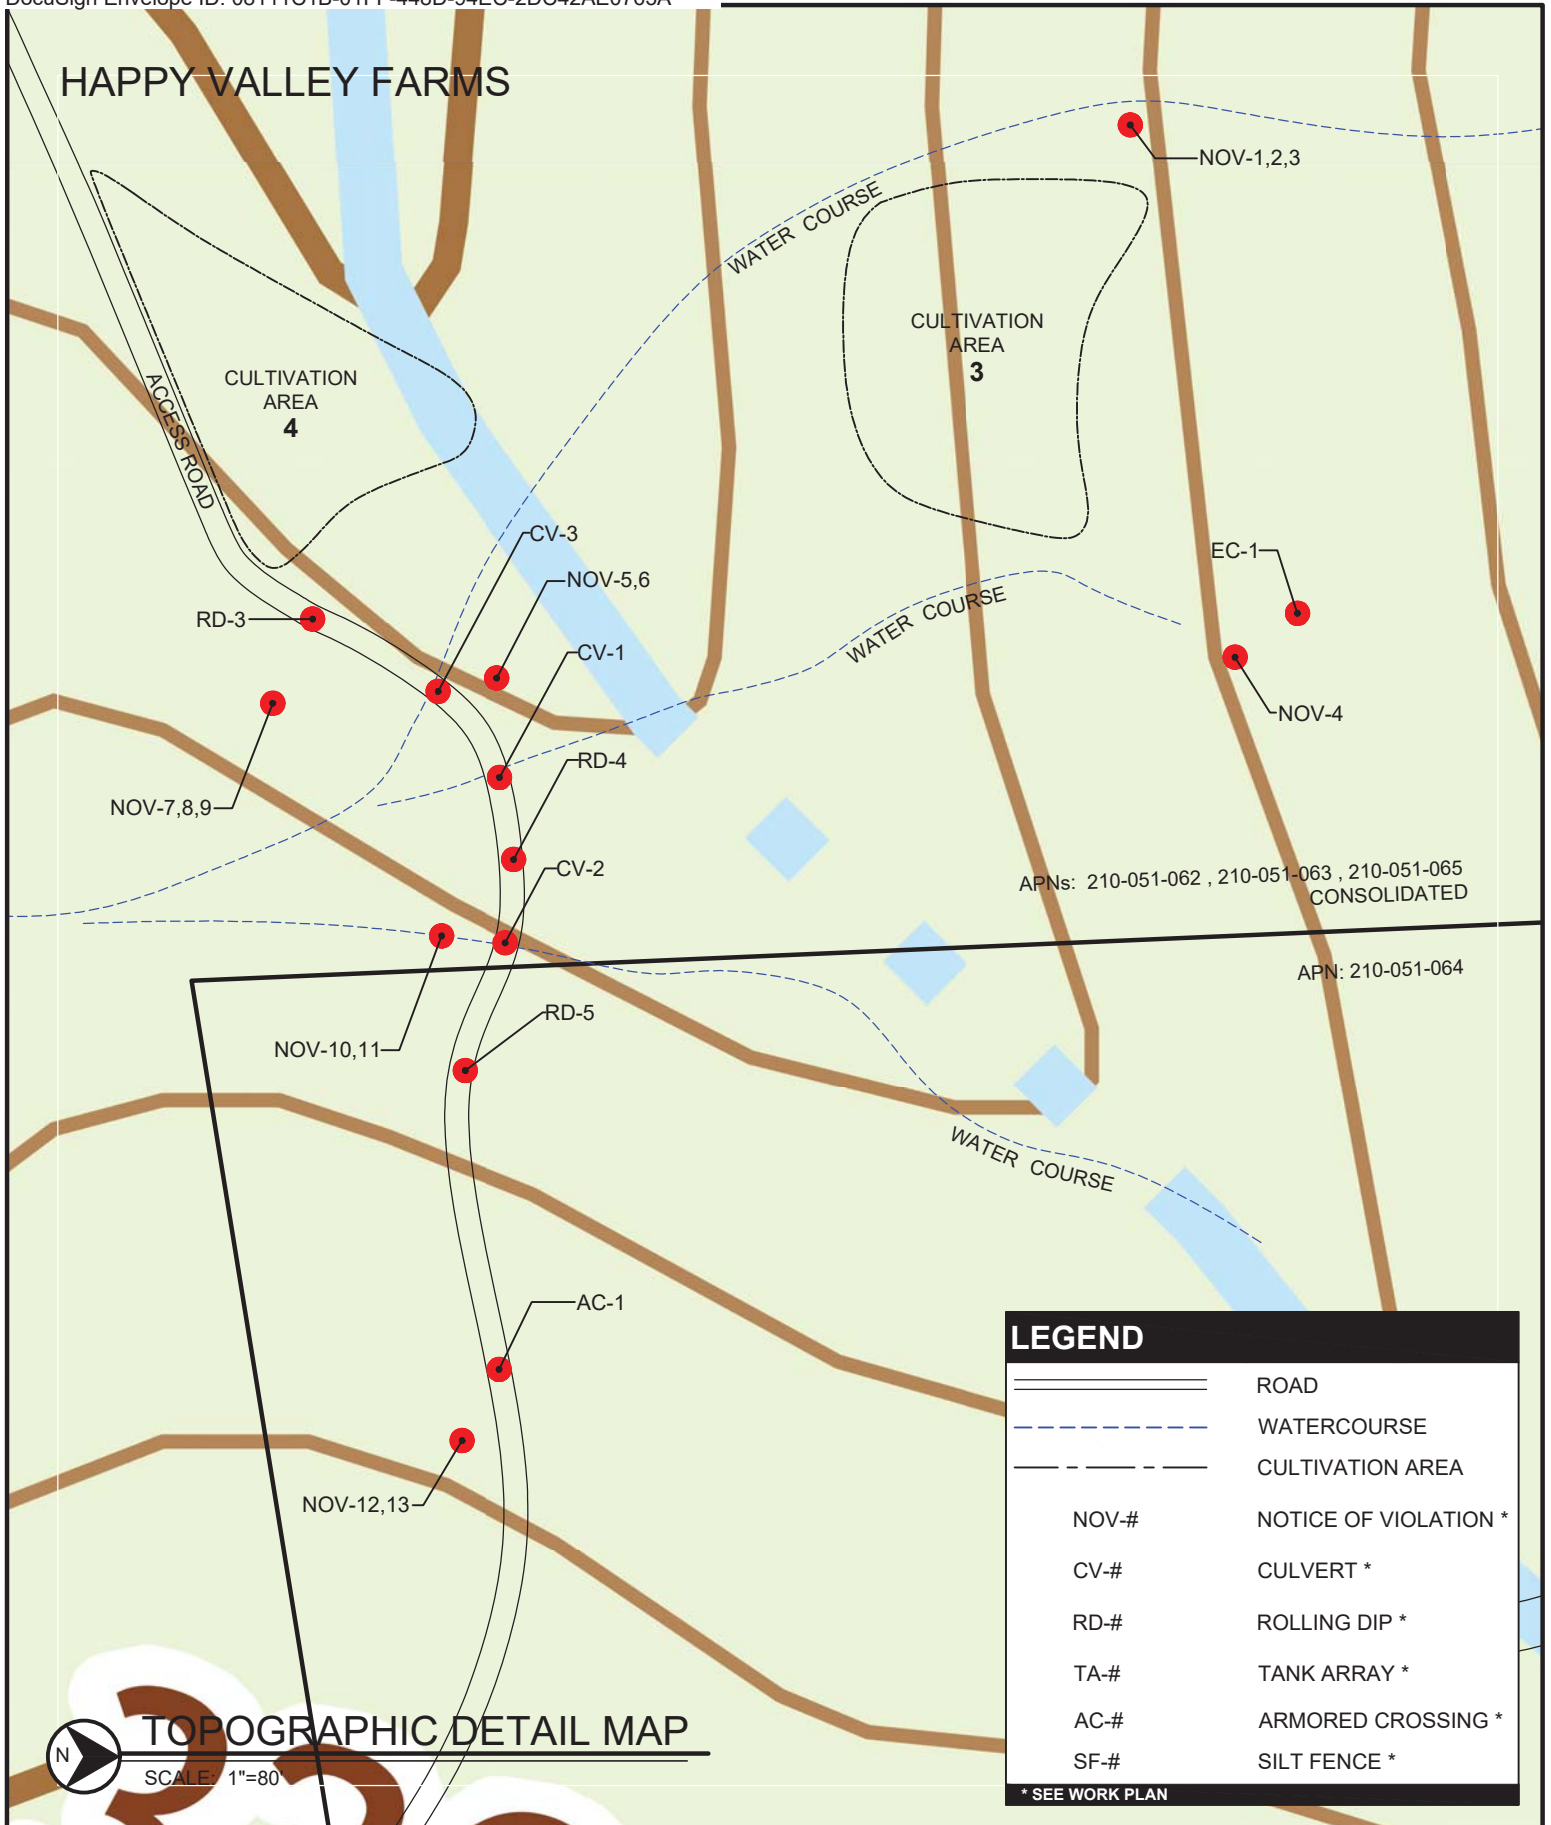 HAPPY VALLEY FARMS
NOV-1,2,3
WATER COURSE
CULTIVATION
AREA
3
CULTIVATION
AREA
4
ACCESS ROAD
CV-3
EC-1
NOV-5,6
WATER COURSE
RD-3
CV-1
NOV-4
RD-4
NOV-7,8,9
CV-2
APNs: 210-051-062 , 210-051-063 , 210-051-065
CONSOLIDATED
APN: 210-051-064
RD-5
NOV-10,11
WATER COURSE
AC-1
NOV-12,13
LEGEND
ROAD
WATERCOURSE
CULTIVATION AREA
NOV-# NOTICE OF VIOLATION *
CV-# CULVERT *
RD-# ROLLING DIP *
TA-# TANK ARRAY *
AC-# ARMORED CROSSING *
SF-# SILT FENCE *
* SEE WORK PLAN
N
TOPOGRAPHIC DETAIL MAP
SCALE: 1"=80'